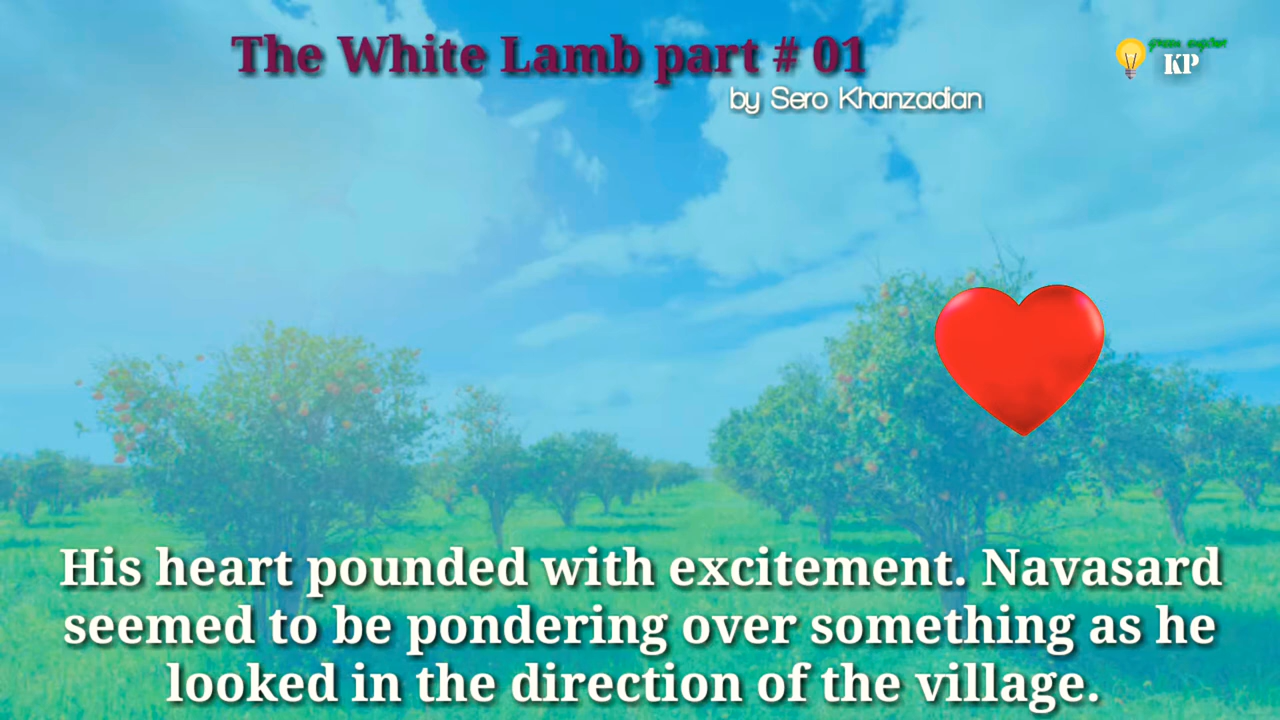 The White Lamb part # 01
by Sero Khanzadian
KP
His heart pounded with excitement. Navasard
seemed to be pondering over something as he
looked in the direction of the village.